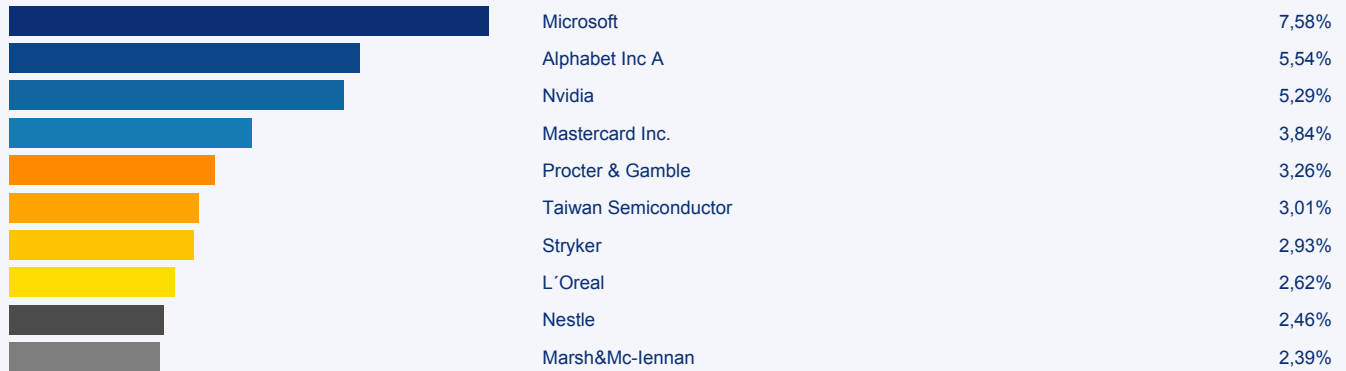 Microsoft 7,58%
Alphabet Inc A 5,54%
Nvidia 5,29%
Mastercard Inc. 3,84%
Procter & Gamble 3,26%
Taiwan Semiconductor 3,01%
Stryker 2,93%
L´Oreal 2,62%
Nestle 2,46%
Marsh&Mc-lennan 2,39%